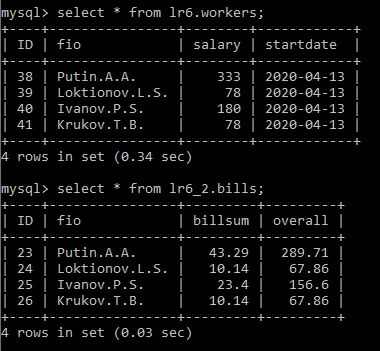 mysql> select * from lr6.workers;
+----+----------------+--------+------------+
| ID | fio            | salary | startdate  |
+----+----------------+--------+------------+
| 38 | Putin.A.A.     |    333 | 2020-04-13 |
| 39 | Loktionov.L.S. |     78 | 2020-04-13 |
| 40 | Ivanov.P.S.    |    180 | 2020-04-13 |
| 41 | Krukov.T.B.    |     78 | 2020-04-13 |
+----+----------------+--------+------------+
4 rows in set (0.34 sec)
mysql> select * from lr6_2.bills;
+----+----------------+---------+---------+
| ID | fio            | billsum | overall |
+----+----------------+---------+---------+
| 23 | Putin.A.A.     |   43.29 |  289.71 |
| 24 | Loktionov.L.S. |   10.14 |   67.86 |
| 25 | Ivanov.P.S.    |    23.4 |   156.6 |
| 26 | Krukov.T.B.    |   10.14 |   67.86 |
+----+----------------+---------+---------+
4 rows in set (0.03 sec)